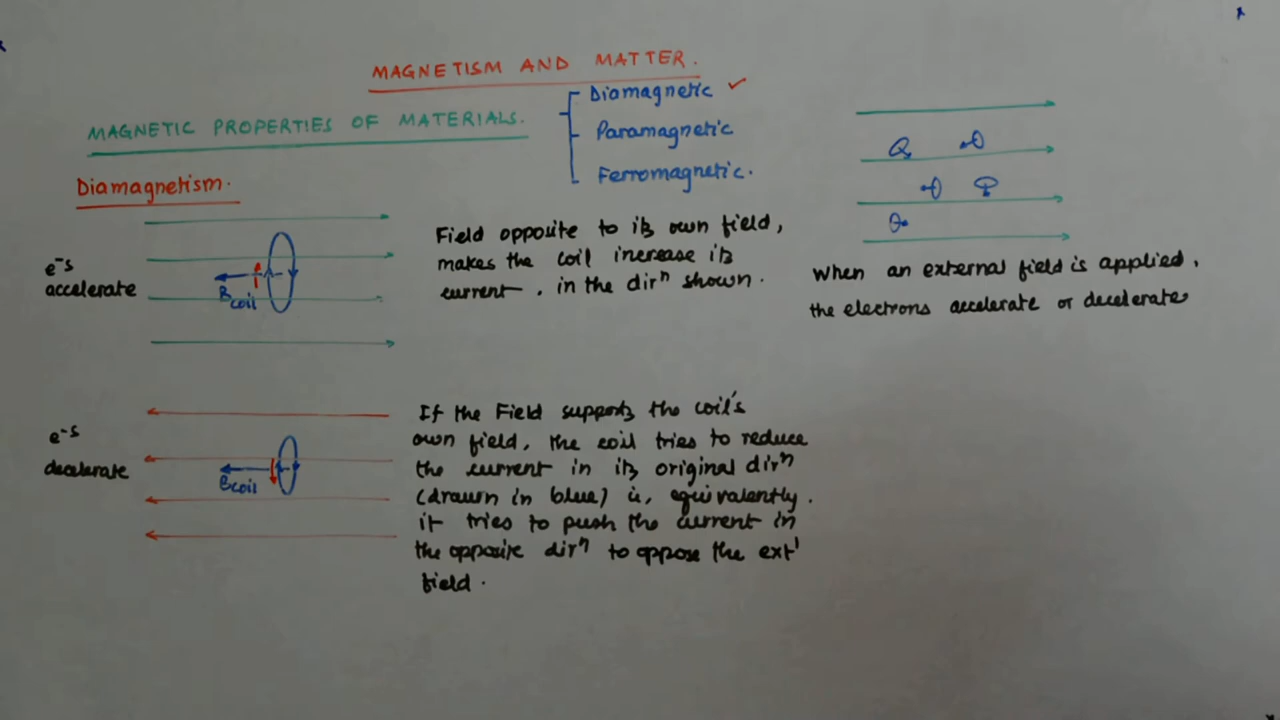 MAGNETISM AND MATTER.
MAGNETIC PROPERTIES OF MATERIALS.
Diamagnetic ✓
Paramagnetic
Ferromagnetic.
Diamagnetism.
e⁻s
accelerate
Bcoil
Field opposite to its own field,
makes the coil increase its
current, in the dirⁿ shown.
When an external field is applied,
the electrons accelerate or decelerate
e⁻s
decelerate
Bcoil
If the Field supports the coil's
own field, the coil tries to reduce
the current in its original dirⁿ
(drawn in blue) ie, equivalently.
it tries to push the current in
the opposite dirⁿ to oppose the extˡ
field.